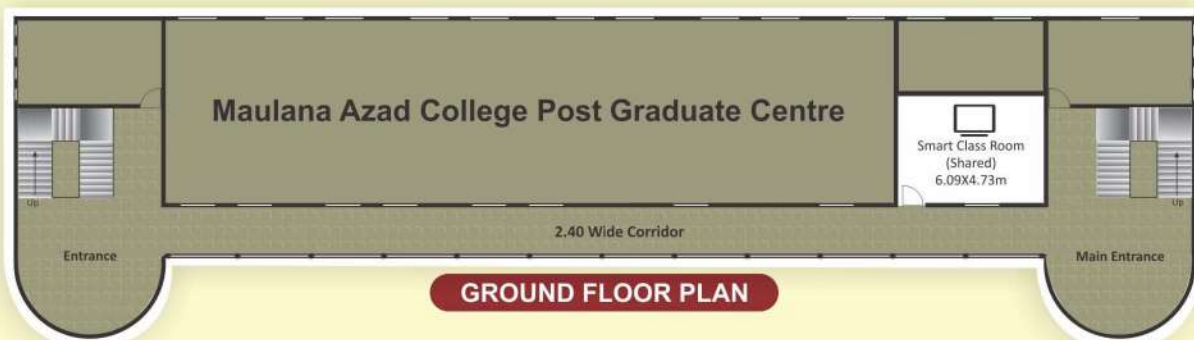 Maulana Azad College Post Graduate Centre
Smart Class Room
(Shared)
6.09X4.73m
Up
Up
2.40 Wide Corridor
Entrance
Main Entrance
GROUND FLOOR PLAN